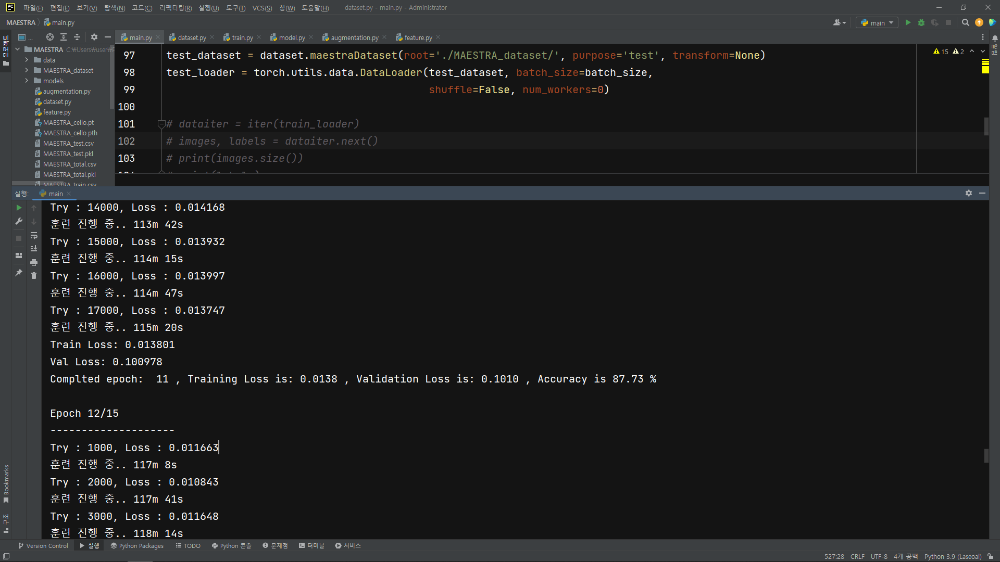 PC 파일(F) 편집(E) 보기(V) 탐색(N) 코드(C) 리팩터링(R) 실행(U) 도구(T) VCS(S) 창(W) 도움말(H) dataset.py - main.py - Administrator
MAESTRA main.py
main
프로젝트
...
main.py dataset.py train.py model.py augmentation.py feature.py
알림
MAESTRA C:₩Users₩user₩
data
MAESTRA_dataset
models
augmentation.py
dataset.py
feature.py
MAESTRA_cello.pt
MAESTRA_cello.pth
MAESTRA_test.csv
MAESTRA_test.pkl
MAESTRA_total.csv
MAESTRA_total.pkl
MAESTRA_train.csv
15 2
97 test_dataset = dataset.maestraDataset(root='./MAESTRA_dataset/', purpose='test', transform=None)
98 test_loader = torch.utils.data.DataLoader(test_dataset, batch_size=batch_size,
99 shuffle=False, num_workers=0)
100
101 # dataiter = iter(train_loader)
102 # images, labels = dataiter.next()
103 # print(images.size())
실행: main
Try : 14000, Loss : 0.014168
훈련 진행 중.. 113m 42s
Try : 15000, Loss : 0.013932
훈련 진행 중.. 114m 15s
Try : 16000, Loss : 0.013997
훈련 진행 중.. 114m 47s
Try : 17000, Loss : 0.013747
훈련 진행 중.. 115m 20s
Train Loss: 0.013801
Val Loss: 0.100978
Complted epoch:  11 , Training Loss is: 0.0138 , Validation Loss is: 0.1010 , Accuracy is 87.73 %
Epoch 12/15
--------------------
Try : 1000, Loss : 0.011663
훈련 진행 중.. 117m 8s
Try : 2000, Loss : 0.010843
훈련 진행 중.. 117m 41s
Try : 3000, Loss : 0.011648
훈련 진행 중.. 118m 14s
Bookmarks
구조
Version Control 실행 Python Packages TODO Python 콘솔 문제점 터미널 서비스
527:28 CRLF UTF-8 4개 공백 Python 3.9 (Laseoal)